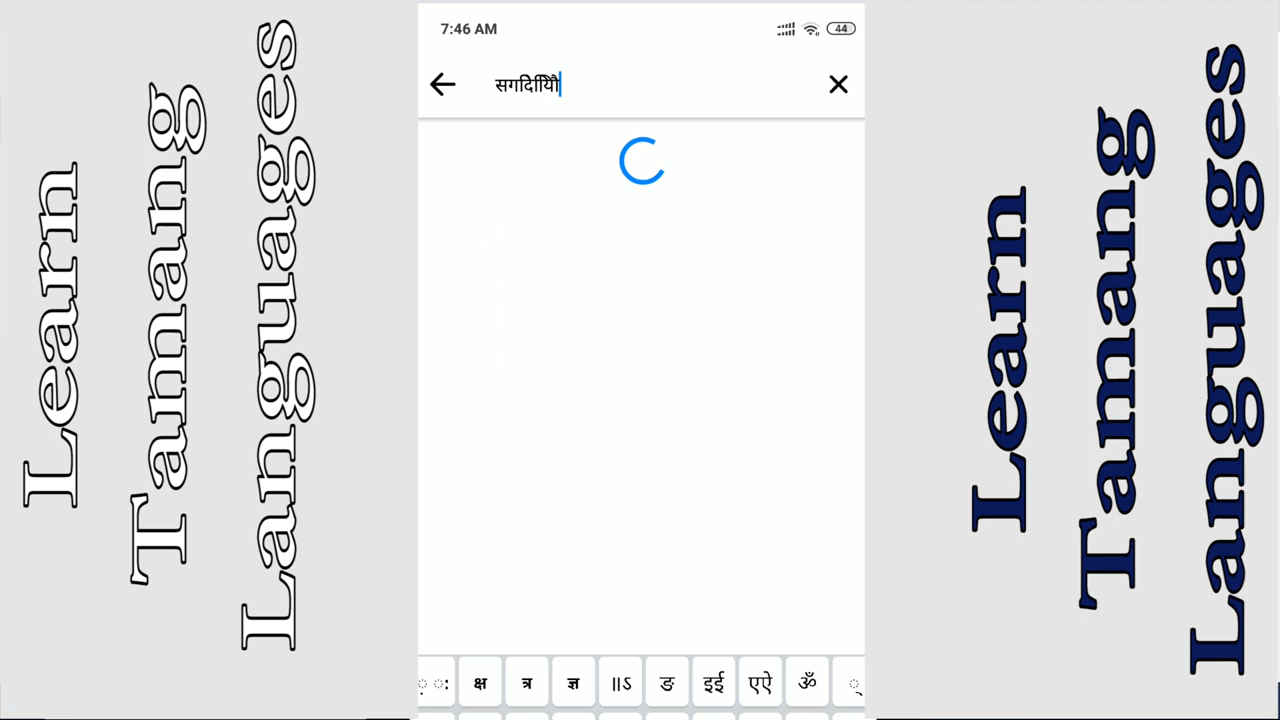 Learn
Tamang
Languages
7:46 AM
44
सगदिियाै
़ ः
क्ष
त्र
ज्ञ
॥ऽ
ङ
इई
एऐ
ॐ
्
Learn
Tamang
Languages